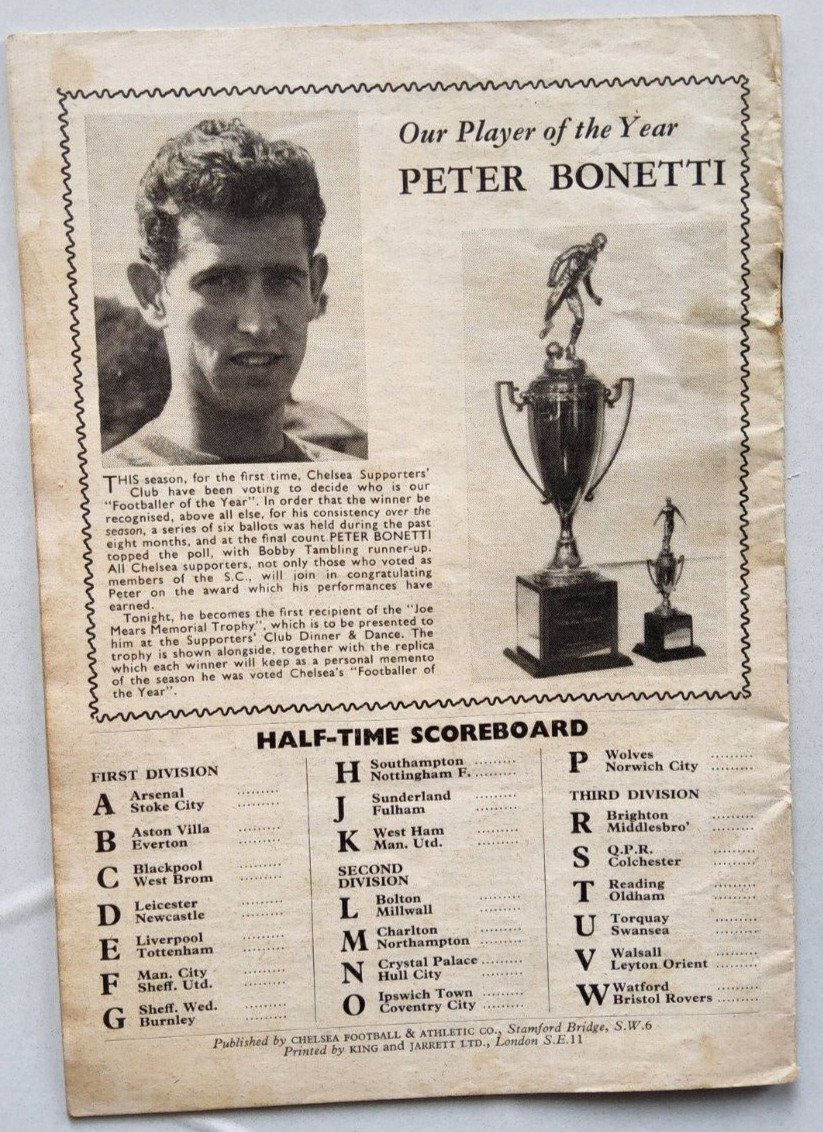 Our Player of the Year
PETER BONETTI
THIS season, for the first time, Chelsea Supporters'
Club have been voting to decide who is our
"Footballer of the Year". In order that the winner be
recognised, above all else, for his consistency over the
season, a series of six ballots was held during the past
eight months, and at the final count PETER BONETTI
topped the poll, with Bobby Tambling runner-up.
All Chelsea supporters, not only those who voted as
members of the S.C., will join in congratulating
Peter on the award which his performances have
earned.
Tonight, he becomes the first recipient of the "Joe
Mears Memorial Trophy", which is to be presented to
him at the Supporters' Club Dinner & Dance. The
trophy is shown alongside, together with the replica
which each winner will keep as a personal memento
of the season he was voted Chelsea's "Footballer of
the Year".
HALF-TIME SCOREBOARD
FIRST DIVISION
A Arsenal ..........
Stoke City ..........
B Aston Villa ..........
Everton ..........
C Blackpool ..........
West Brom ..........
D Leicester ..........
Newcastle ..........
E Liverpool ..........
Tottenham ..........
F Man. City ..........
Sheff. Utd. ..........
G Sheff. Wed. ..........
Burnley ..........
H Southampton ..........
Nottingham F. ..........
J Sunderland ..........
Fulham ..........
K West Ham ..........
Man. Utd. ..........
SECOND
DIVISION
L Bolton ..........
Millwall ..........
M Charlton ..........
Northampton ..........
N Crystal Palace ..........
Hull City ..........
O Ipswich Town ..........
Coventry City ..........
P Wolves ..........
Norwich City ..........
THIRD DIVISION
R Brighton ..........
Middlesbro' ..........
S Q.P.R. ..........
Colchester ..........
T Reading ..........
Oldham ..........
U Torquay ..........
Swansea ..........
V Walsall ..........
Leyton Orient ..........
W Watford ..........
Bristol Rovers ..........
Published by CHELSEA FOOTBALL & ATHLETIC CO., Stamford Bridge, S.W.6
Printed by KING and JARRETT LTD., London S.E.11